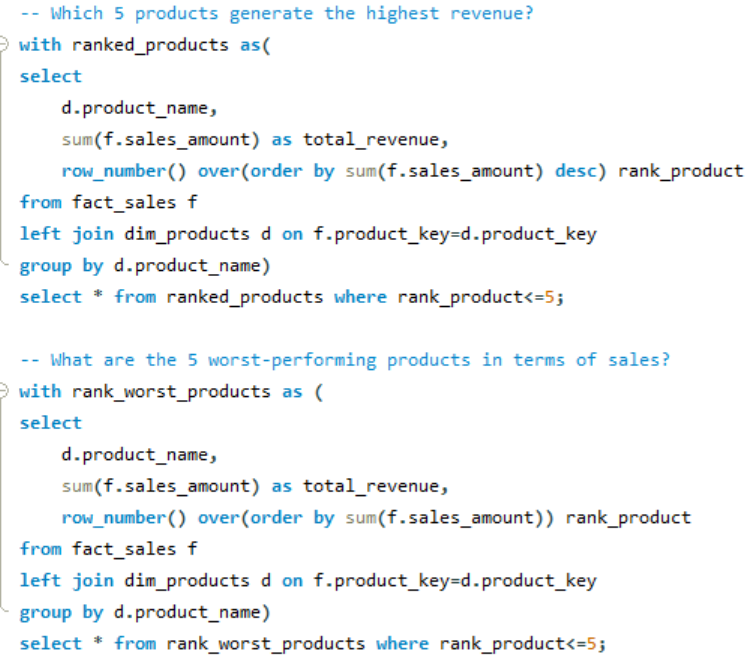 -- Which 5 products generate the highest revenue?
with ranked_products as(
select
    d.product_name,
    sum(f.sales_amount) as total_revenue,
    row_number() over(order by sum(f.sales_amount) desc) rank_product
from fact_sales f
left join dim_products d on f.product_key=d.product_key
group by d.product_name)
select * from ranked_products where rank_product<=5;

-- What are the 5 worst-performing products in terms of sales?
with rank_worst_products as (
select
    d.product_name,
    sum(f.sales_amount) as total_revenue,
    row_number() over(order by sum(f.sales_amount)) rank_product
from fact_sales f
left join dim_products d on f.product_key=d.product_key
group by d.product_name)
select * from rank_worst_products where rank_product<=5;